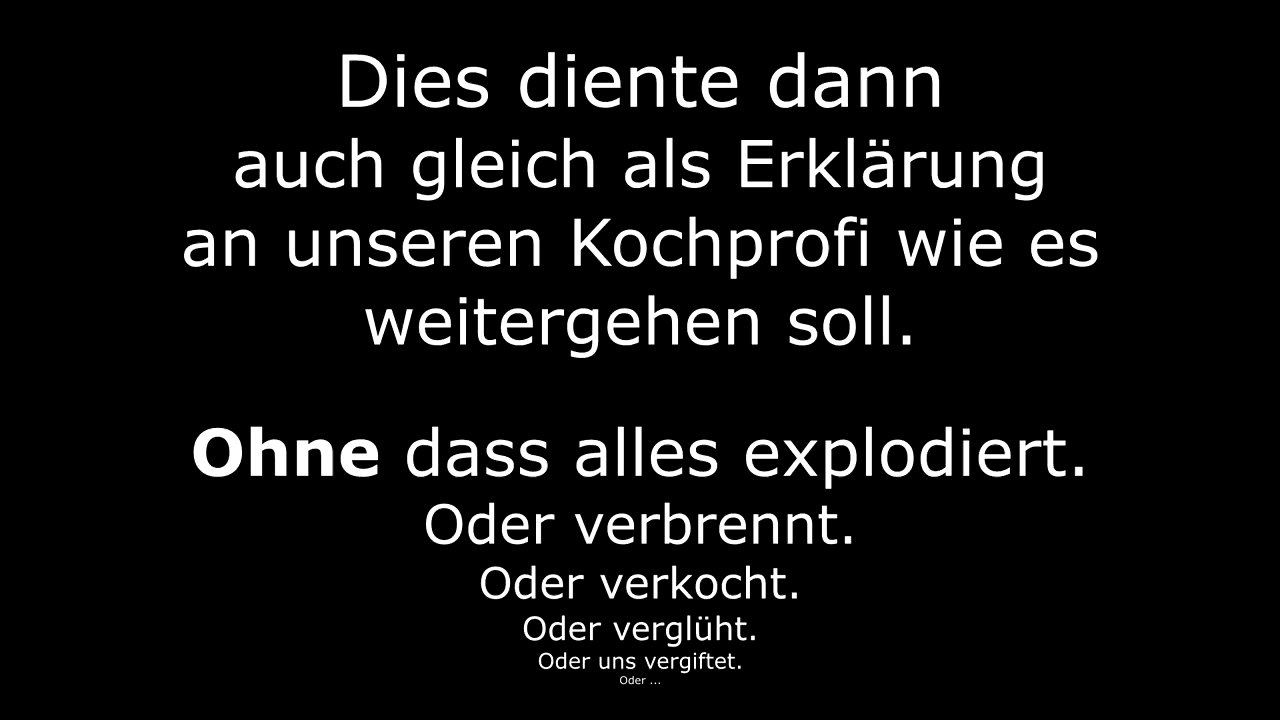 Dies diente dann
auch gleich als Erklärung
an unseren Kochprofi wie es
weitergehen soll.
Ohne dass alles explodiert.
Oder verbrennt.
Oder verkocht.
Oder verglüht.
Oder uns vergiftet.
Oder ...